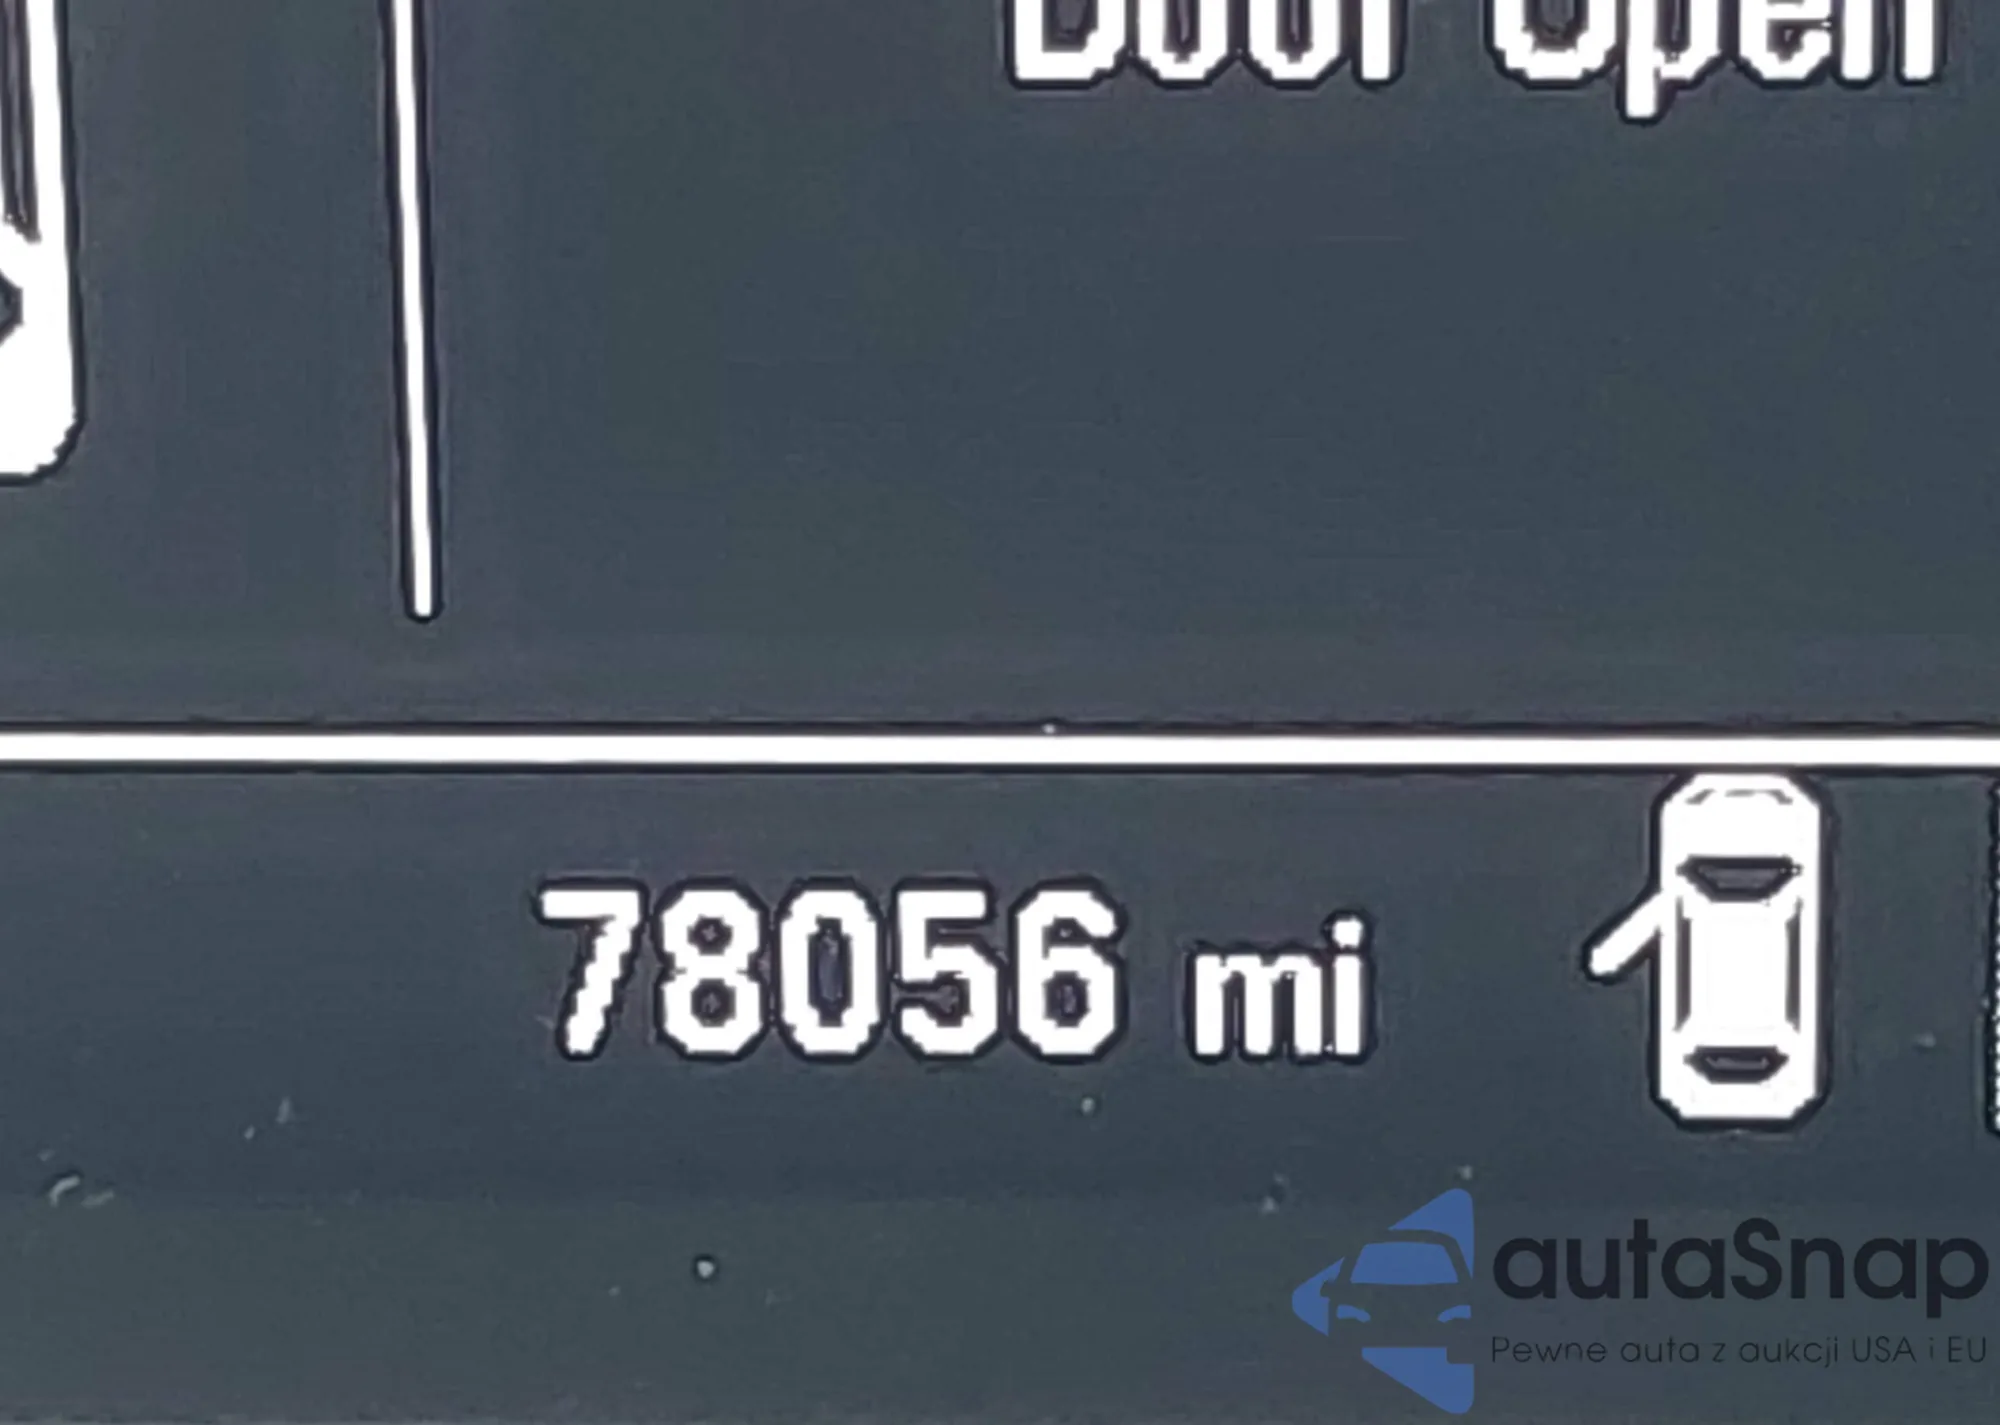 Door Open
78056 mi
autaSnap
Pewne auta z aukcji USA i EU